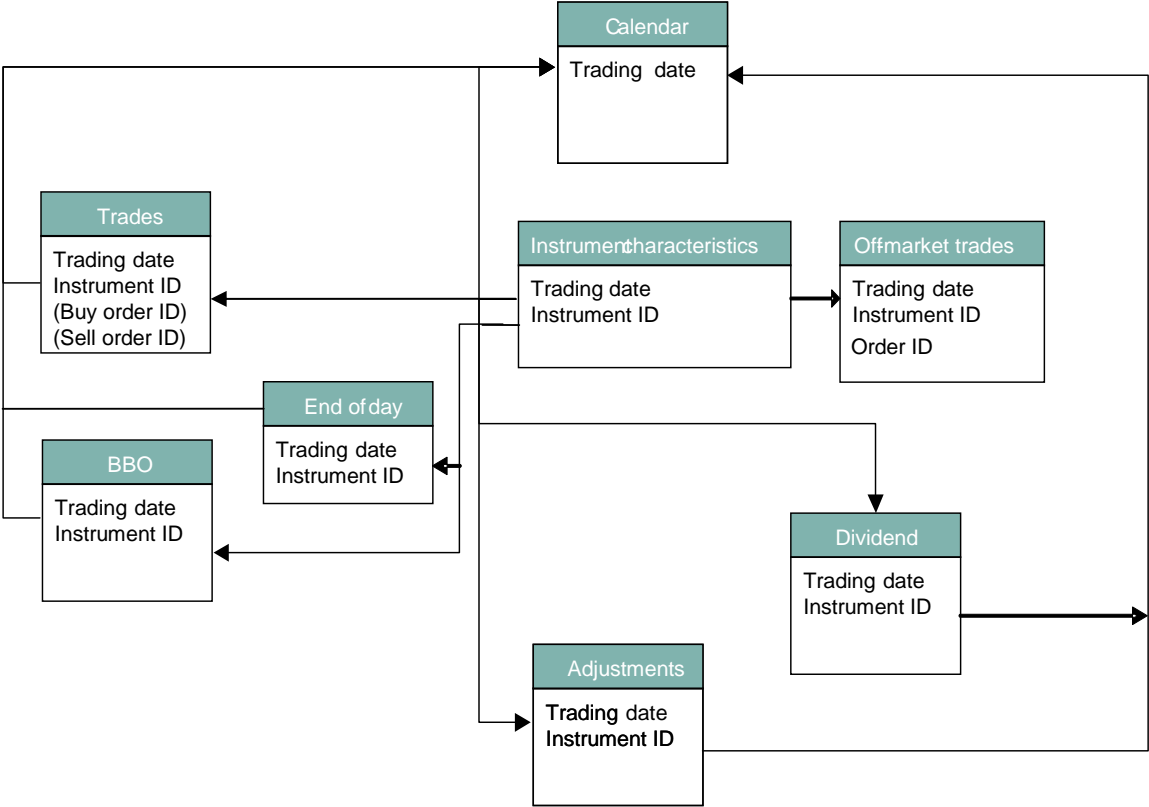 Calendar
Trading date
Trades
Trading date
Instrument ID
(Buy order ID)
(Sell order ID)
Instrumentcharacteristics
Trading date
Instrument ID
Offmarket trades
Trading date
Instrument ID
Order ID
End of day
Trading date
Instrument ID
BBO
Trading date
Instrument ID
Dividend
Trading date
Instrument ID
Adjustments
Trading date
Instrument ID